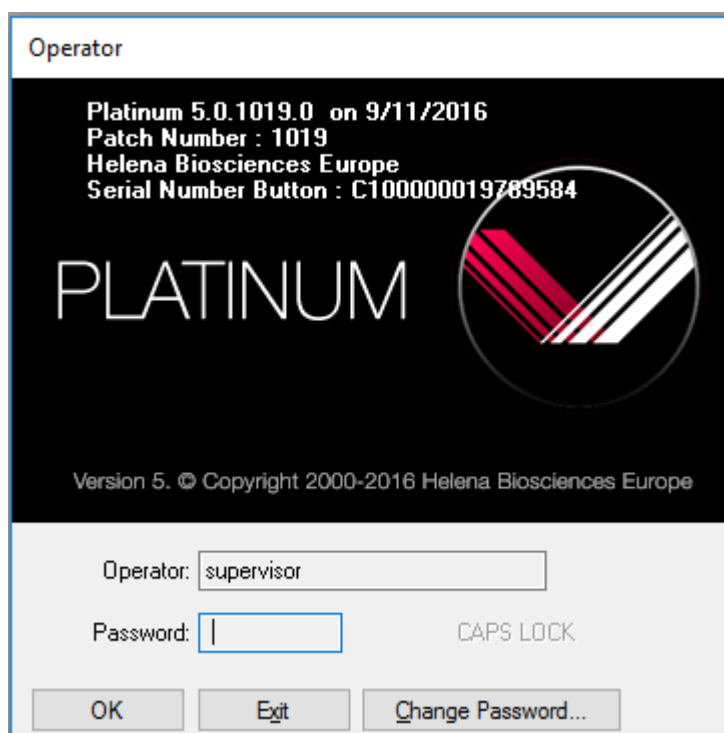 Operator
Platinum 5.0.1019.0 on 9/11/2016
Patch Number : 1019
Helena Biosciences Europe
Serial Number Button : C100000019789584
PLATINUM
Version 5. © Copyright 2000-2016 Helena Biosciences Europe
Operator: supervisor
Password: CAPS LOCK
OK Exit Change Password...